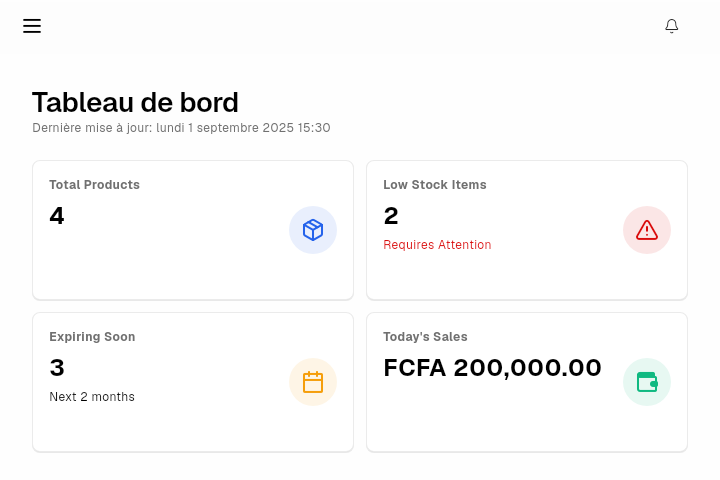 Tableau de bord
Dernière mise à jour: lundi 1 septembre 2025 15:30
Total Products
4
Low Stock Items
2
Requires Attention
Expiring Soon
3
Next 2 months
Today's Sales
FCFA 200,000.00